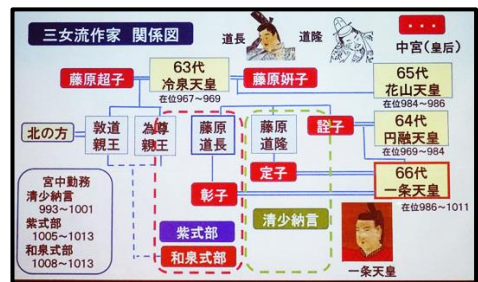 三女流作家 関係図
道長
道隆
中宮(皇后)
63代
冷泉天皇
在位967~969
藤原超子
藤原姸子
65代
花山天皇
在位984~986
北の方
敦道
親王
為尊
親王
藤原
道長
藤原
道隆
詮子
64代
円融天皇
在位969~984
定子
66代
一条天皇
在位986~1011
彰子
宮中勤務
清少納言
993~1001
紫式部
1005~1013
和泉式部
1008~1013
紫式部
清少納言
和泉式部
一条天皇